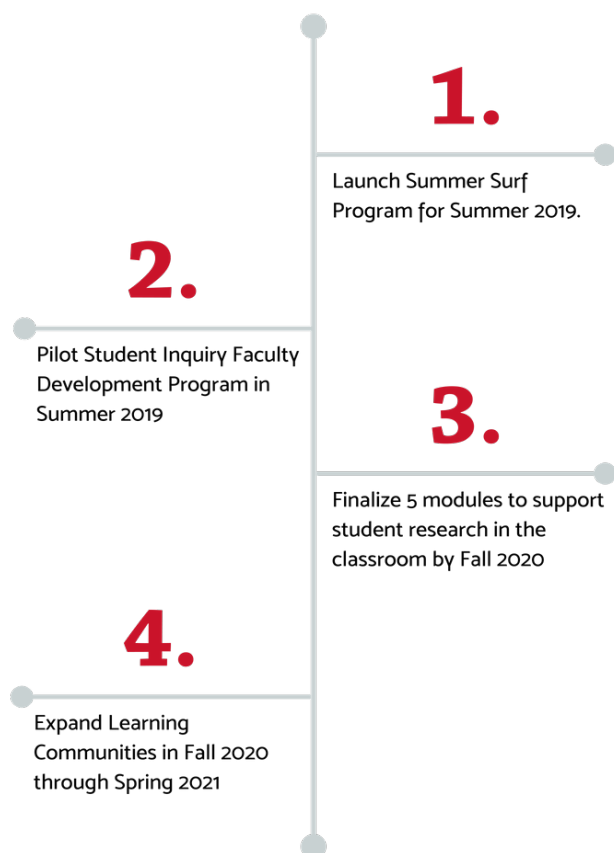 1.
Launch Summer Surf
Program for Summer 2019.
2.
Pilot Student Inquiry Faculty
Development Program in
Summer 2019
3.
Finalize 5 modules to support
student research in the
classroom by Fall 2020
4.
Expand Learning
Communities in Fall 2020
through Spring 2021